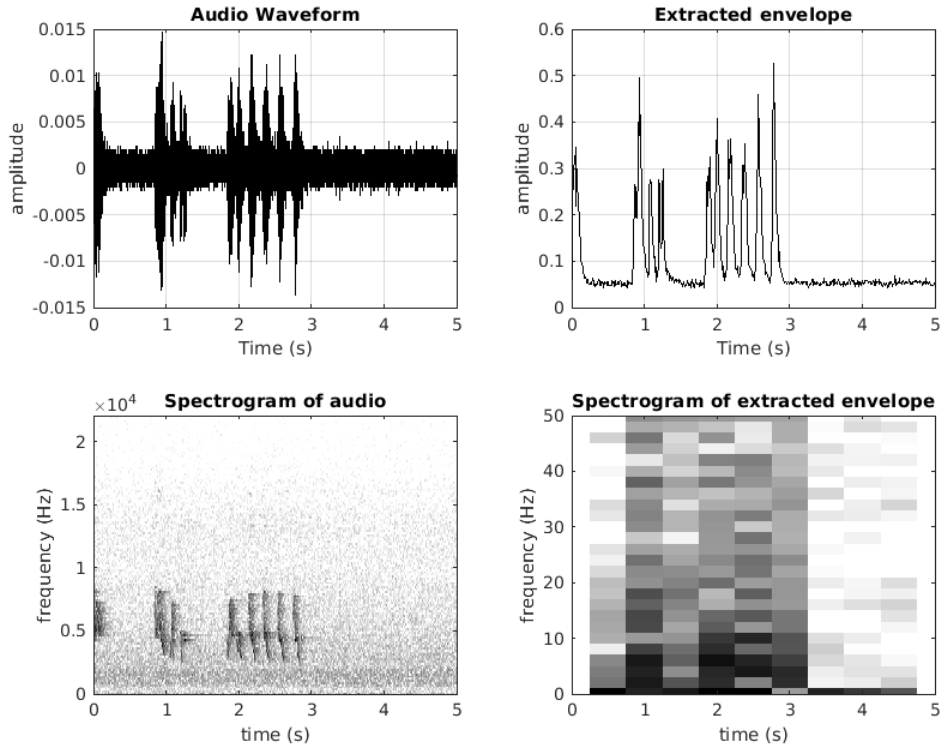 Audio Waveform
0.015
0.01
0.005
0
-0.005
-0.01
-0.015
amplitude
0 1 2 3 4 5
Time (s)
Extracted envelope
0.6
0.5
0.4
0.3
0.2
0.1
0
amplitude
0 1 2 3 4 5
Time (s)
Spectrogram of audio
×10⁴
2
1.5
1
0.5
0
frequency (Hz)
0 1 2 3 4 5
time (s)
Spectrogram of extracted envelope
50
40
30
20
10
0
frequency (Hz)
0 1 2 3 4 5
time (s)